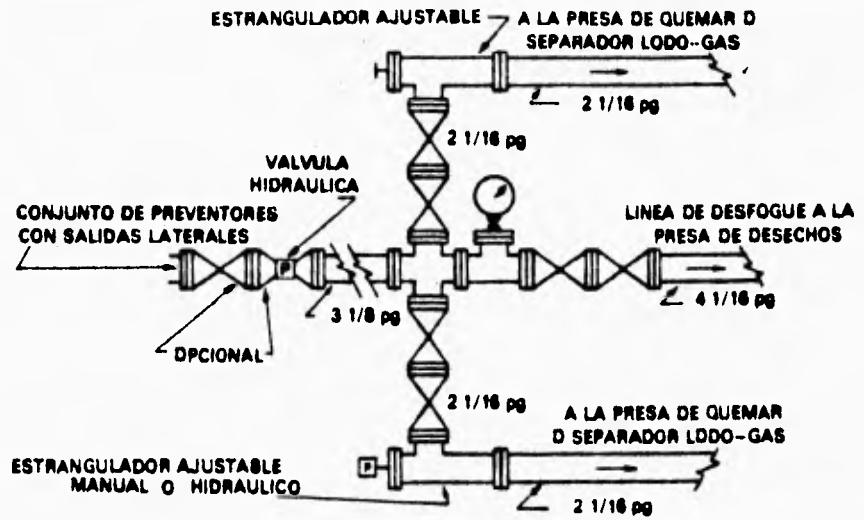 ESTRANGULADOR AJUSTABLE
A LA PRESA DE QUEMAR O
SEPARADOR LODO-GAS
2 1/16 pg
2 1/16 pg
VALVULA
HIDRAULICA
CONJUNTO DE PREVENTORES
CON SALIDAS LATERALES
LINEA DE DESFOGUE A LA
PRESA DE DESECHOS
P
3 1/8 pg
4 1/16 pg
OPCIONAL
2 1/16 pg
A LA PRESA DE QUEMAR
O SEPARADOR LODO-GAS
P
ESTRANGULADOR AJUSTABLE
MANUAL O HIDRAULICO
2 1/16 pg